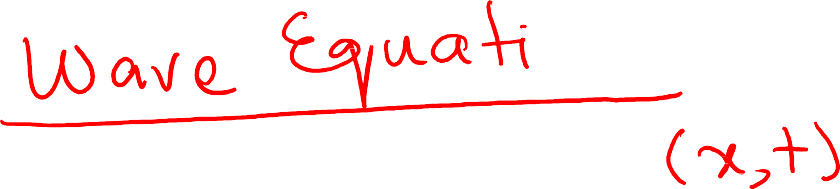 Wave Equati
(x,t)